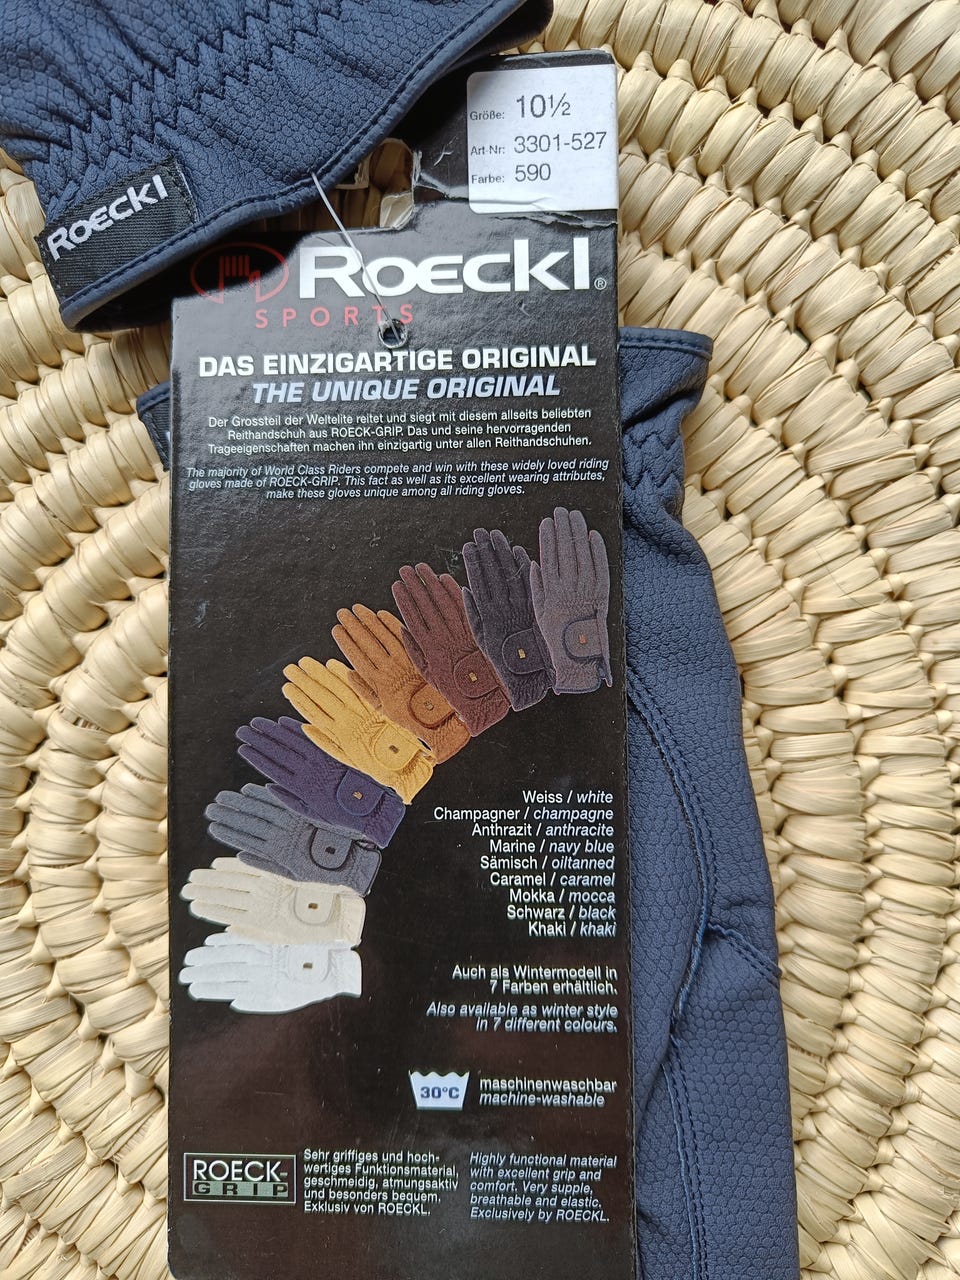 Größe: 10½
Art-Nr: 3301-527
Farbe: 590
ROECKl
ROECKl®
SPORTS
DAS EINZIGARTIGE ORIGINAL
THE UNIQUE ORIGINAL
Der Grossteil der Weltelite reitet und siegt mit diesem allseits beliebten
Reithandschuh aus ROECK-GRIP. Das und seine hervorragenden
Trageeigenschaften machen ihn einzigartig unter allen Reithandschuhen.
The majority of World Class Riders compete and win with these widely loved riding
gloves made of ROECK-GRIP. This fact as well as its excellent wearing attributes,
make these gloves unique among all riding gloves.
Weiss / white
Champagner / champagne
Anthrazit / anthracite
Marine / navy blue
Sämisch / oiltanned
Caramel / caramel
Mokka / mocca
Schwarz / black
Khaki / khaki
Auch als Wintermodell in
7 Farben erhältlich.
Also available as winter style
in 7 different colours.
30°C
maschinenwaschbar
machine-washable
ROECK-
GRIP
Sehr griffiges und hoch-
wertiges Funktionsmaterial,
geschmeidig, atmungsaktiv
und besonders bequem.
Exklusiv von ROECKL.
Highly functional material
with excellent grip and
comfort. Very supple,
breathable and elastic.
Exclusively by ROECKL.